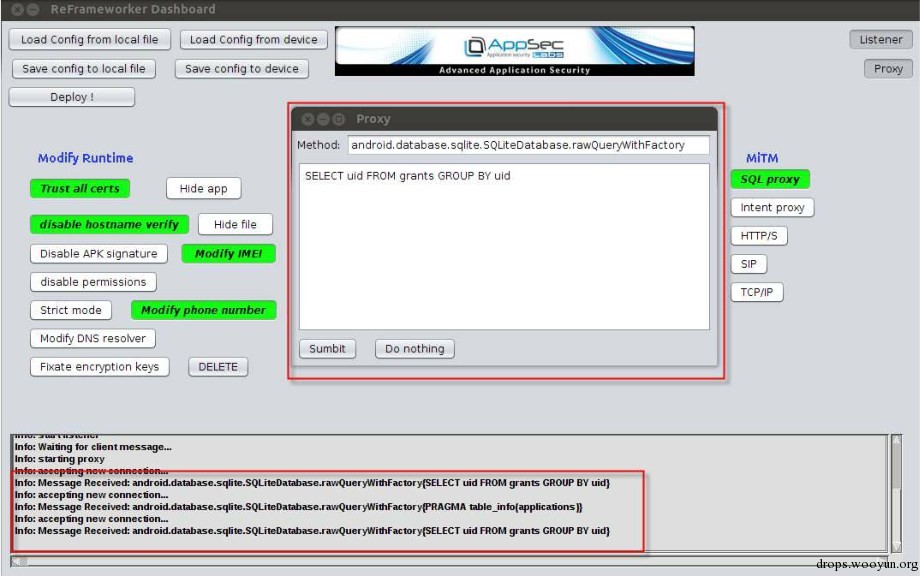 ReFrameworker Dashboard
Load Config from local file
Load Config from device
AppSec
Labs
Application security
Advanced Application Security
Listener
Save config to local file
Save config to device
Proxy
Deploy !
Proxy
Method:
android.database.sqlite.SQLiteDatabase.rawQueryWithFactory
SELECT uid FROM grants GROUP BY uid
Sumbit
Do nothing
Modify Runtime
Trust all certs
Hide app
disable hostname verify
Hide file
Disable APK signature
Modify IMEI
disable permissions
Strict mode
Modify phone number
Modify DNS resolver
Fixate encryption keys
DELETE
MiTM
SQL proxy
Intent proxy
HTTP/S
SIP
TCP/IP
Info: start listener
Info: Waiting for client message...
Info: starting proxy
Info: accepting new connection...
Info: Message Received: android.database.sqlite.SQLiteDatabase.rawQueryWithFactory{SELECT uid FROM grants GROUP BY uid}
Info: accepting new connection...
Info: Message Received: android.database.sqlite.SQLiteDatabase.rawQueryWithFactory{PRAGMA table_info(applications)}
Info: accepting new connection...
Info: Message Received: android.database.sqlite.SQLiteDatabase.rawQueryWithFactory{SELECT uid FROM grants GROUP BY uid}
drops.wooyun.org